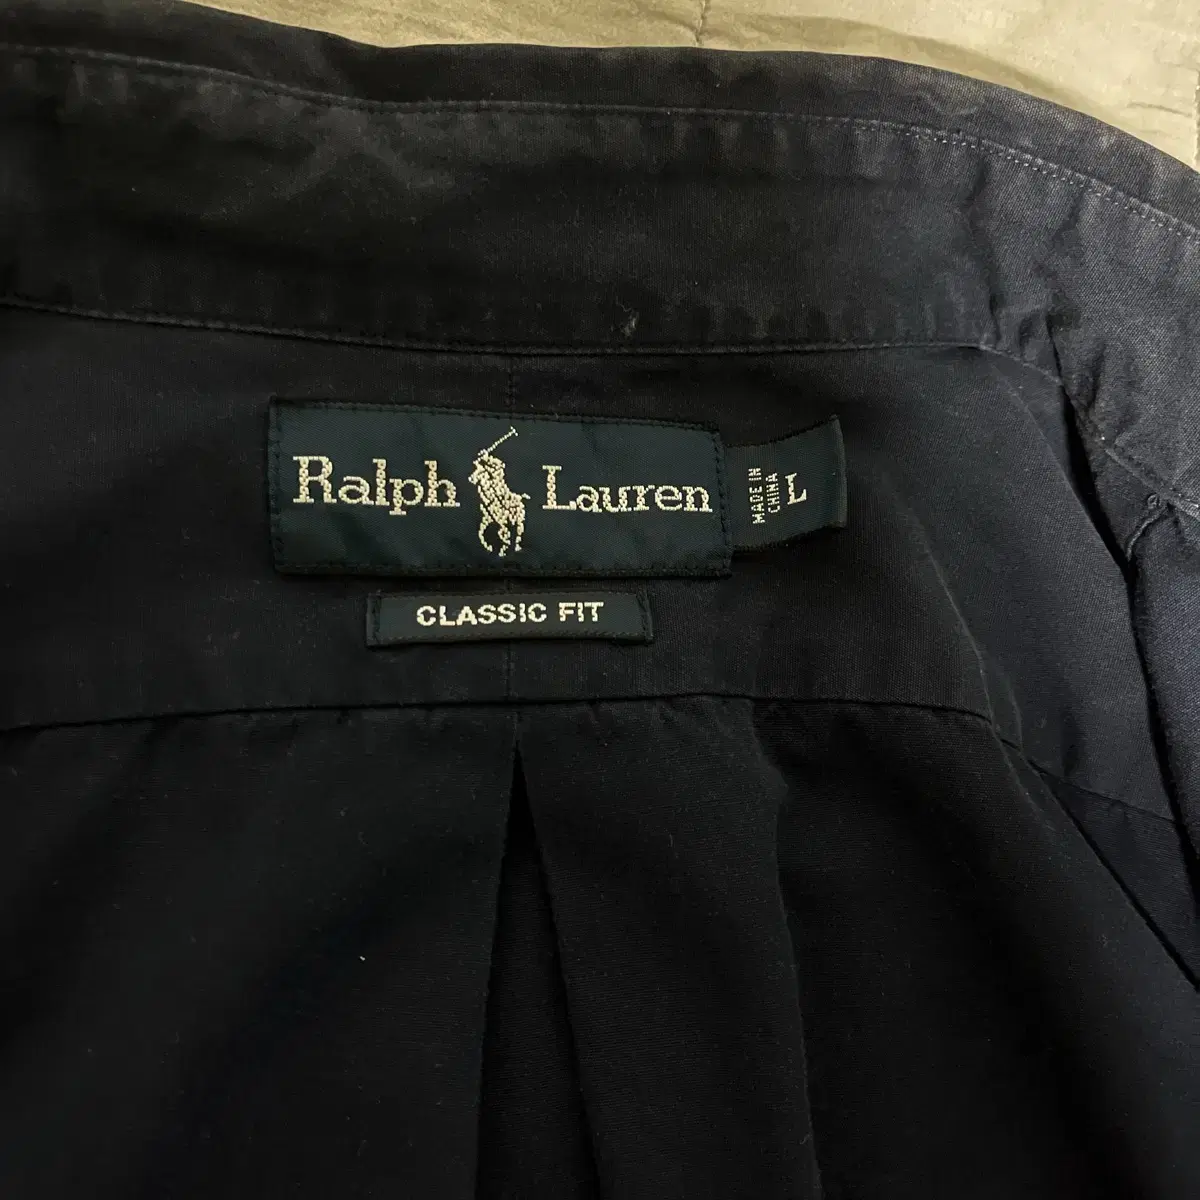 Ralph Lauren
MADE IN
CHINA
L
CLASSIC FIT